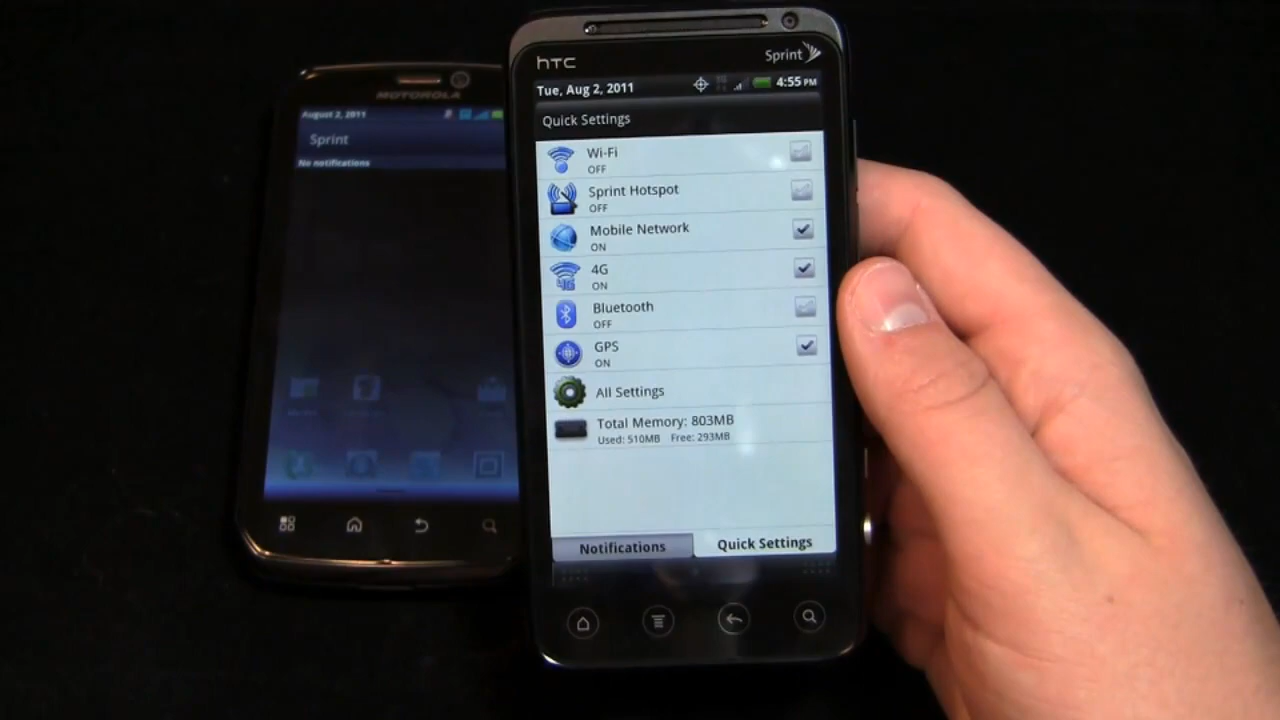 MOTOROLA
August 2, 2011
Sprint
No notifications
hTC
Sprint
Tue, Aug 2, 2011
4:55 PM
Quick Settings
Wi-Fi
OFF
Sprint Hotspot
OFF
Mobile Network
ON
4G
ON
Bluetooth
OFF
GPS
ON
All Settings
Total Memory: 803MB
Used: 510MB Free: 293MB
Notifications
Quick Settings